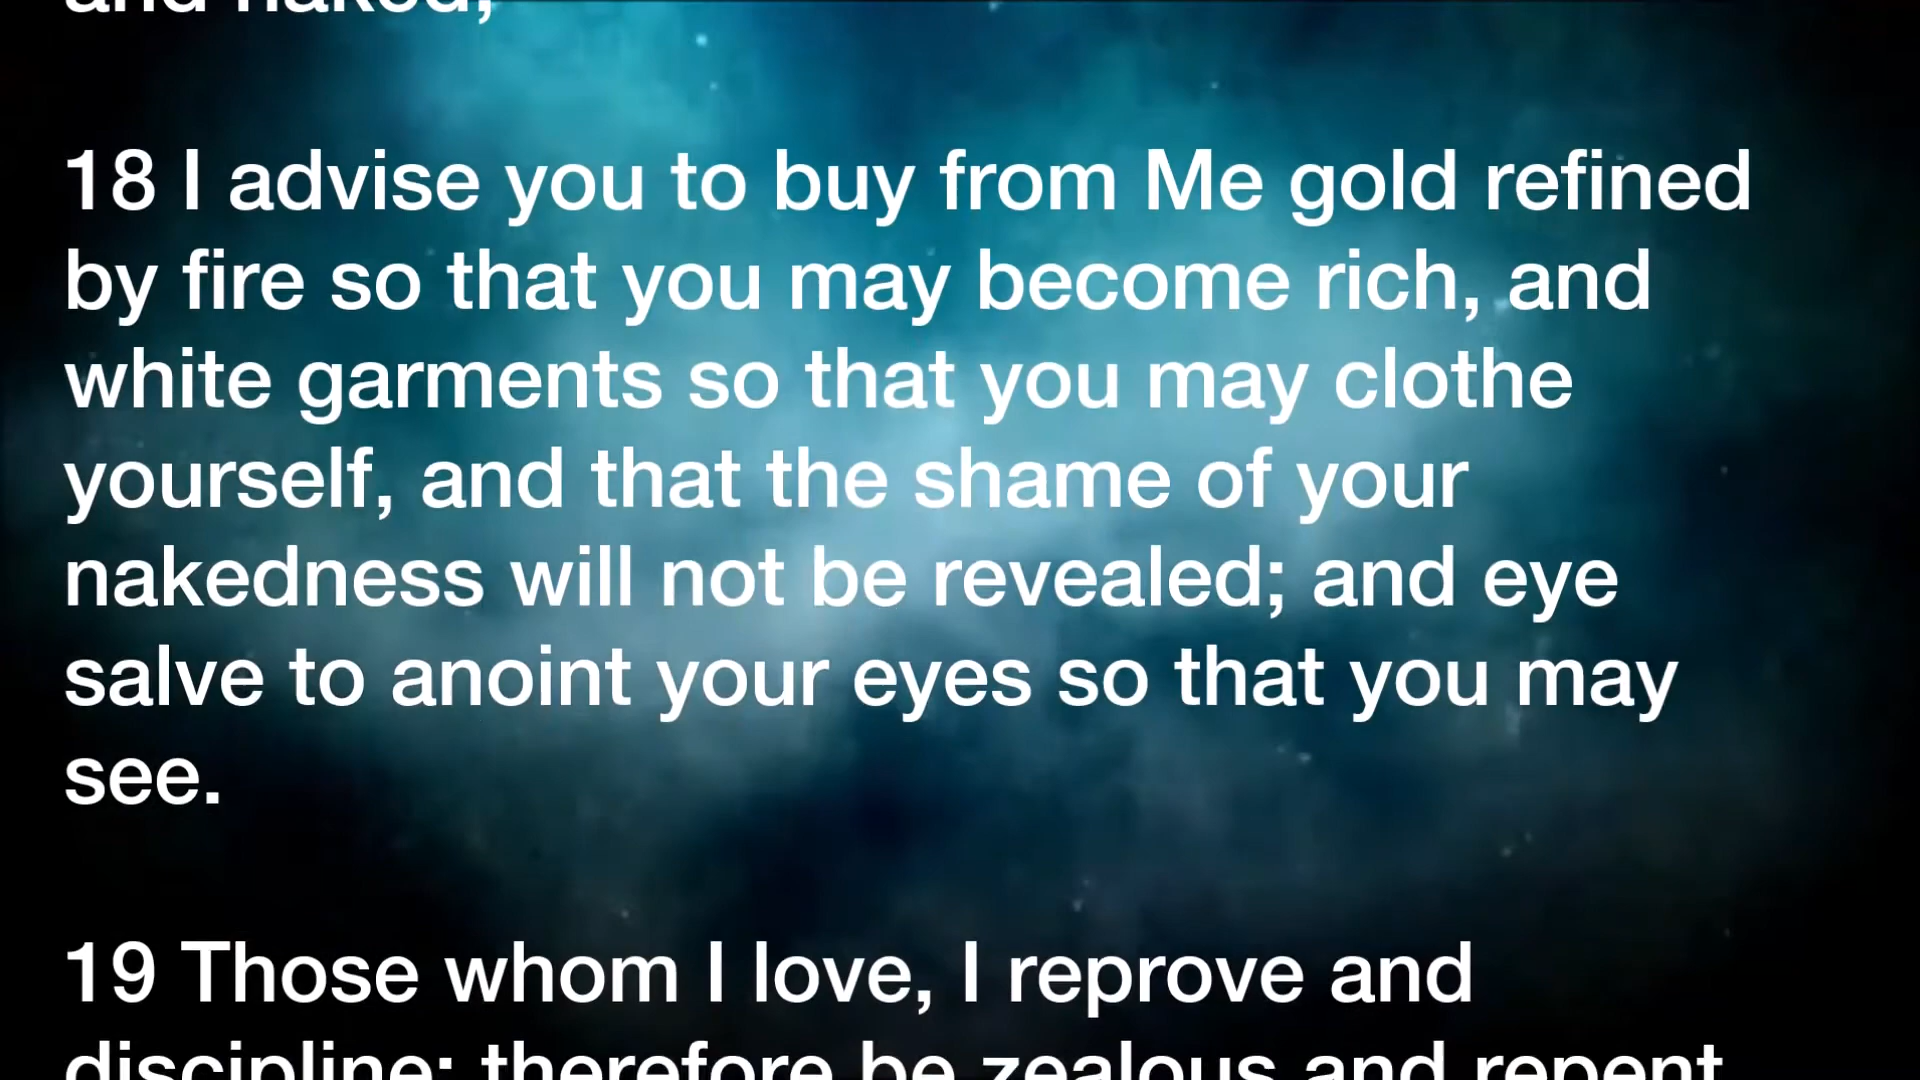 and naked,
18 I advise you to buy from Me gold refined
by fire so that you may become rich, and
white garments so that you may clothe
yourself, and that the shame of your
nakedness will not be revealed; and eye
salve to anoint your eyes so that you may
see.
19 Those whom I love, I reprove and
discipline; therefore be zealous and repent